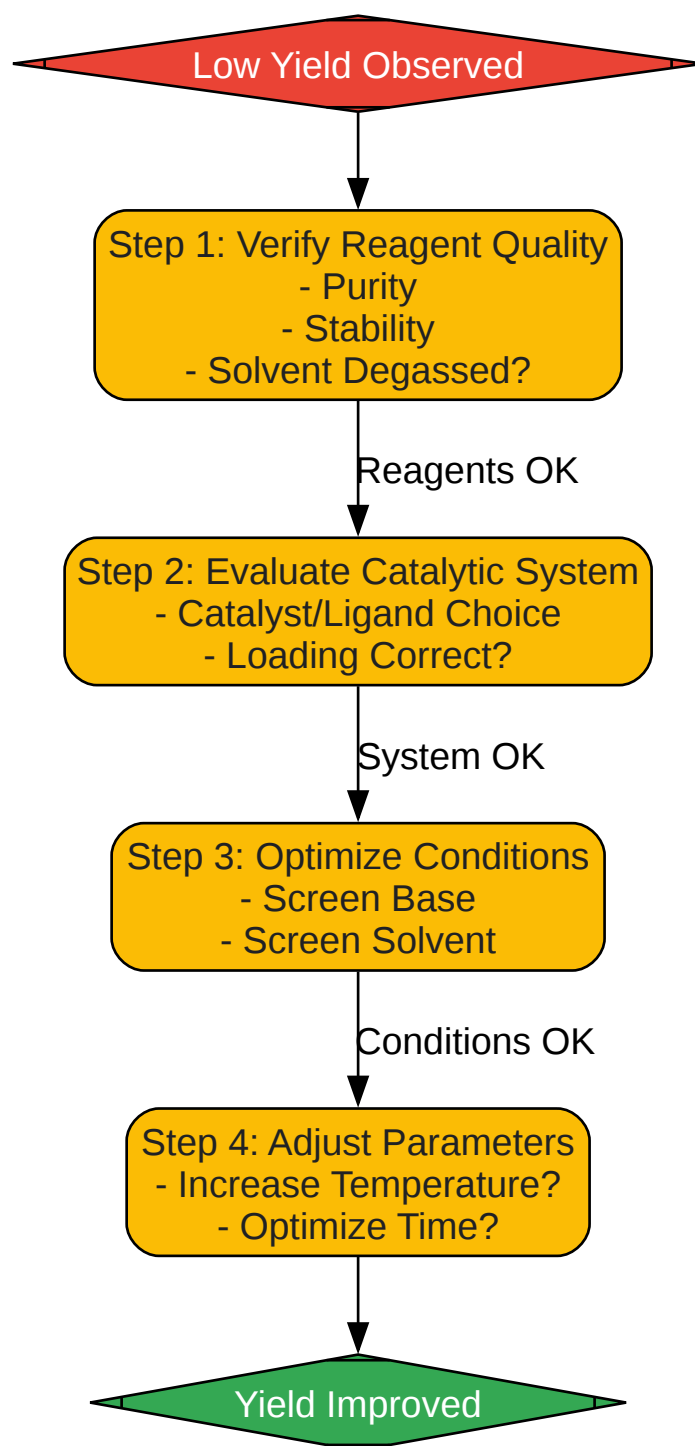 Low Yield Observed
Step 1: Verify Reagent Quality
- Purity
- Stability
- Solvent Degassed?
Reagents OK
Step 2: Evaluate Catalytic System
- Catalyst/Ligand Choice
- Loading Correct?
System OK
Step 3: Optimize Conditions
- Screen Base
- Screen Solvent
Conditions OK
Step 4: Adjust Parameters
- Increase Temperature?
- Optimize Time?
Yield Improved